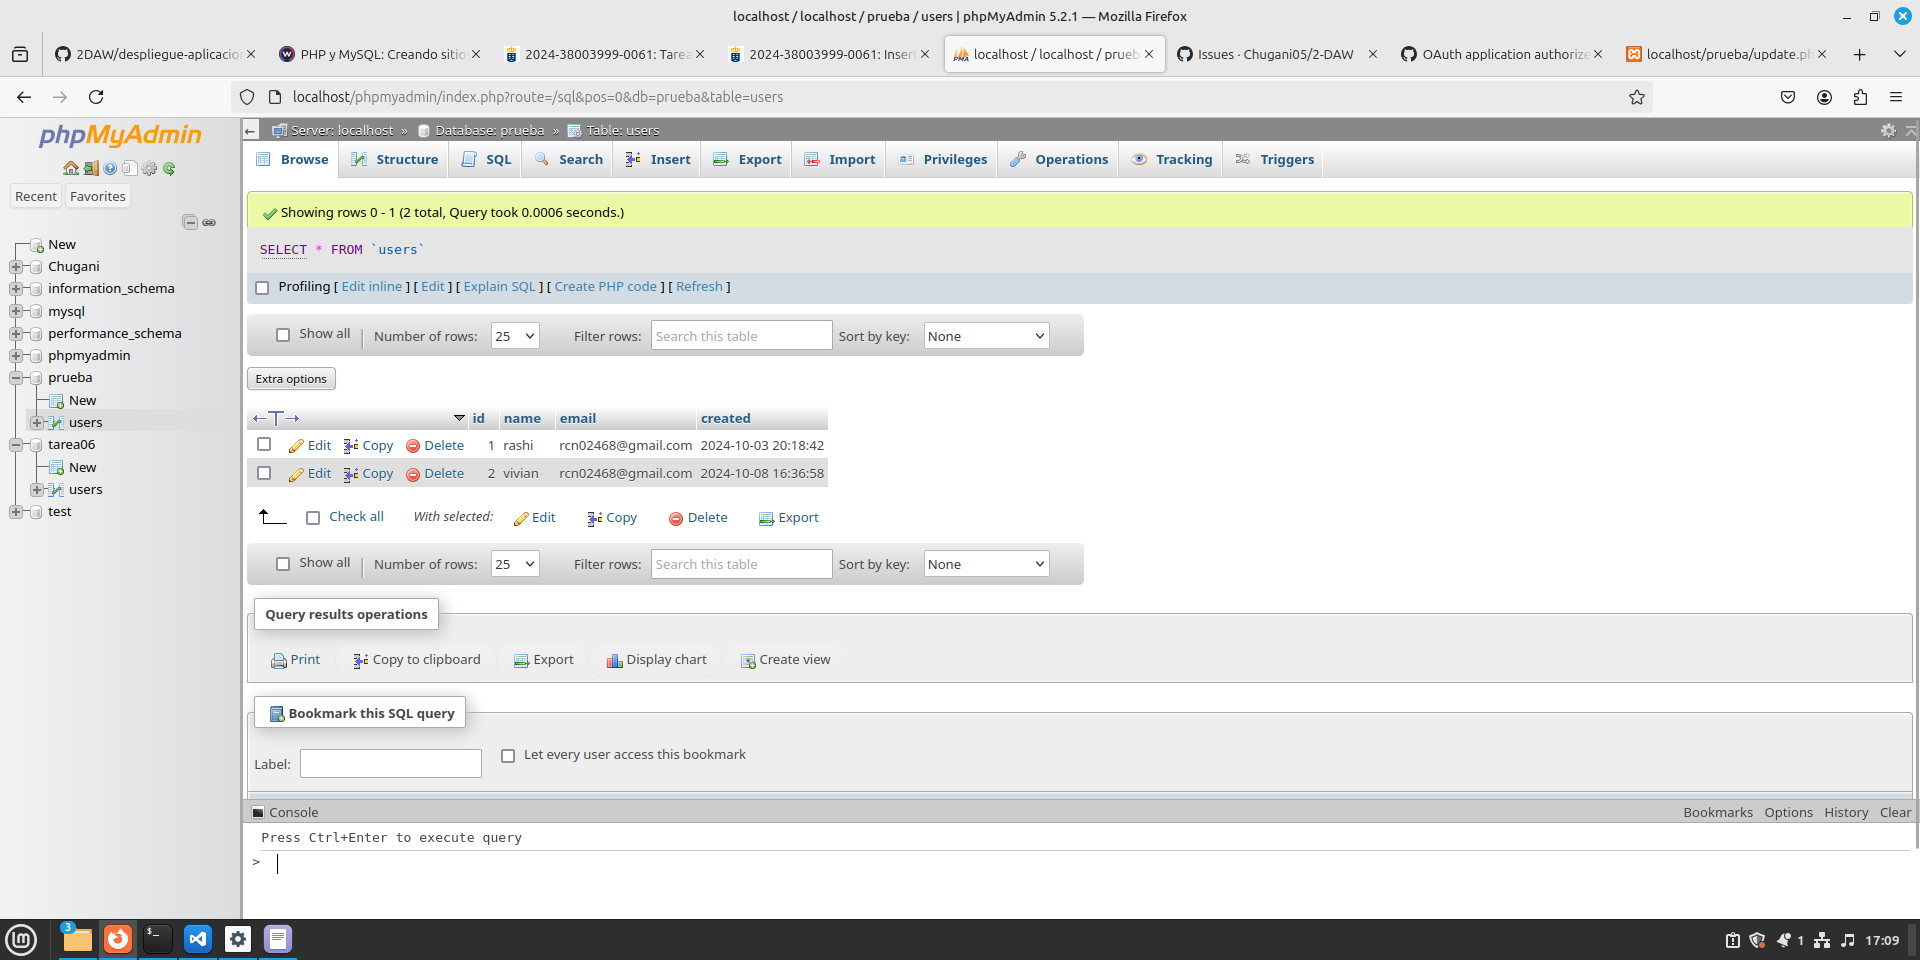 localhost / localhost / prueba / users | phpMyAdmin 5.2.1 — Mozilla Firefox
2DAW/despliegue-aplicacio
PHP y MySQL: Creando sitio
2024-38003999-0061: Tarea
2024-38003999-0061: Insert
localhost / localhost / prueb
Issues · Chugani05/2-DAW
OAuth application authorize
localhost/prueba/update.ph
localhost/phpmyadmin/index.php?route=/sql&pos=0&db=prueba&table=users
phpMyAdmin
Recent Favorites
New
Chugani
information_schema
mysql
performance_schema
phpmyadmin
prueba
New
users
tarea06
New
users
test
Server: localhost » Database: prueba » Table: users
Browse Structure SQL Search Insert Export Import Privileges Operations Tracking Triggers
Showing rows 0 - 1 (2 total, Query took 0.0006 seconds.)
SELECT * FROM `users`
Profiling [ Edit inline ] [ Edit ] [ Explain SQL ] [ Create PHP code ] [ Refresh ]
Show all Number of rows: 25 Filter rows: Search this table Sort by key: None
Extra options
id name email created
Edit Copy Delete 1 rashi rcn02468@gmail.com 2024-10-03 20:18:42
Edit Copy Delete 2 vivian rcn02468@gmail.com 2024-10-08 16:36:58
Check all With selected: Edit Copy Delete Export
Show all Number of rows: 25 Filter rows: Search this table Sort by key: None
Query results operations
Print Copy to clipboard Export Display chart Create view
Bookmark this SQL query
Label: Let every user access this bookmark
Console Bookmarks Options History Clear
Press Ctrl+Enter to execute query
>
3
1 17:09